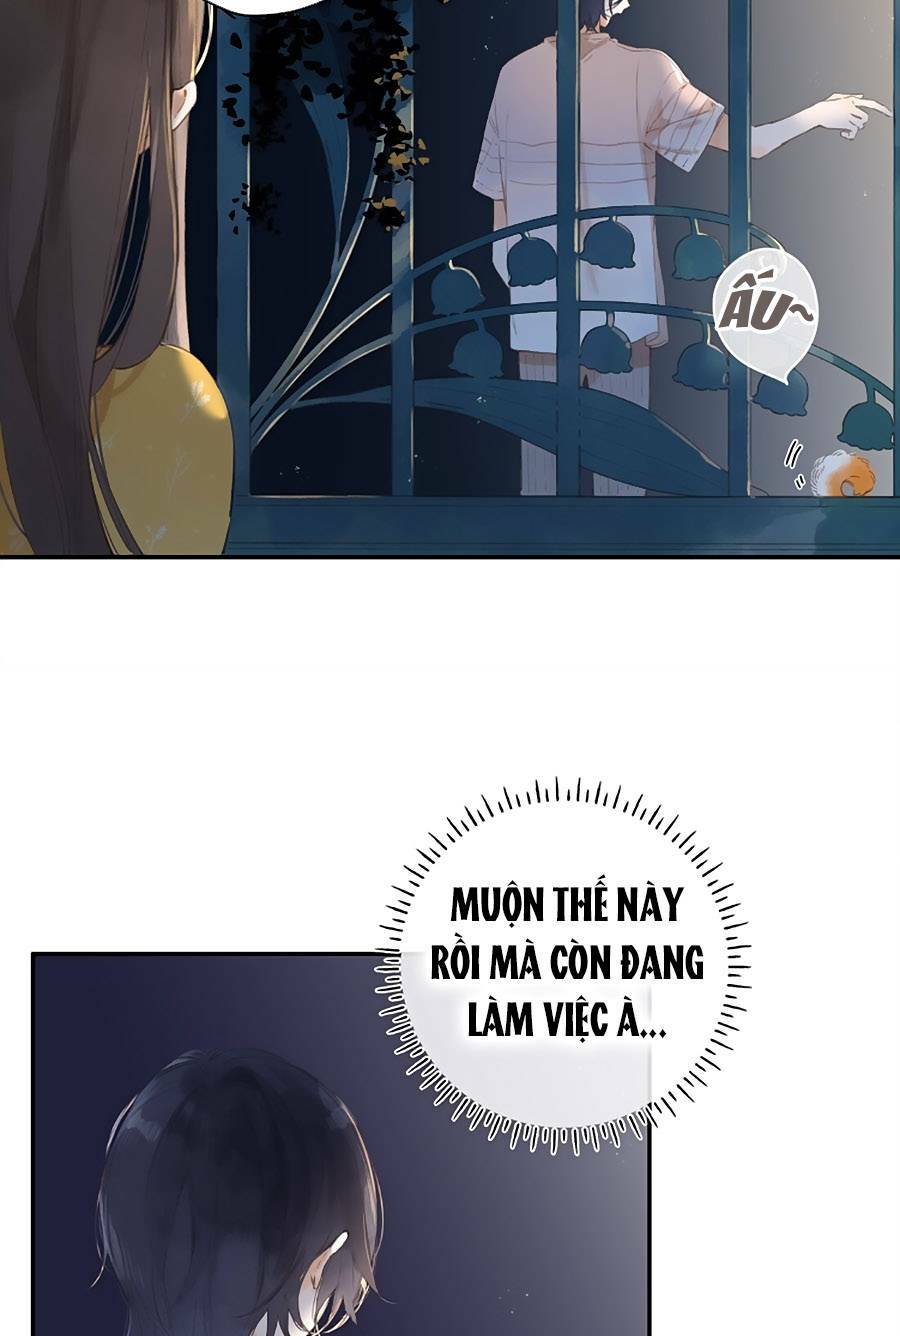 ẤU~
MUỘN THẾ NÀY
RỒI MÀ CÒN ĐANG
LÀM VIỆC À...